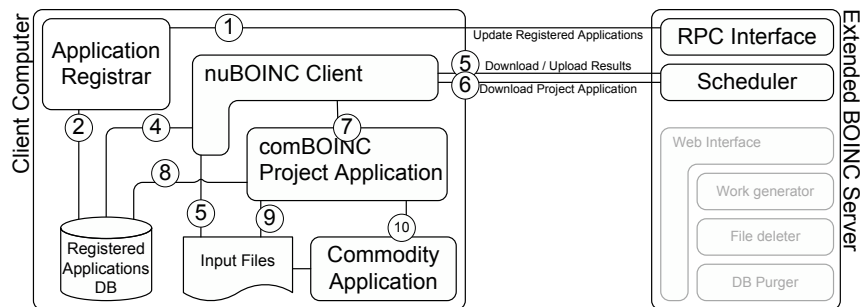 Client Computer
Application
Registrar
1
Update Registered Applications
RPC Interface
nuBOINC Client
5
Download / Upload Results
6
Download Project Application
Scheduler
2
4
7
comBOINC
Project Application
8
5
9
10
Registered
Applications
DB
Input Files
Commodity
Application
Web Interface
Work generator
File deleter
DB Purger
Extended BOINC Server